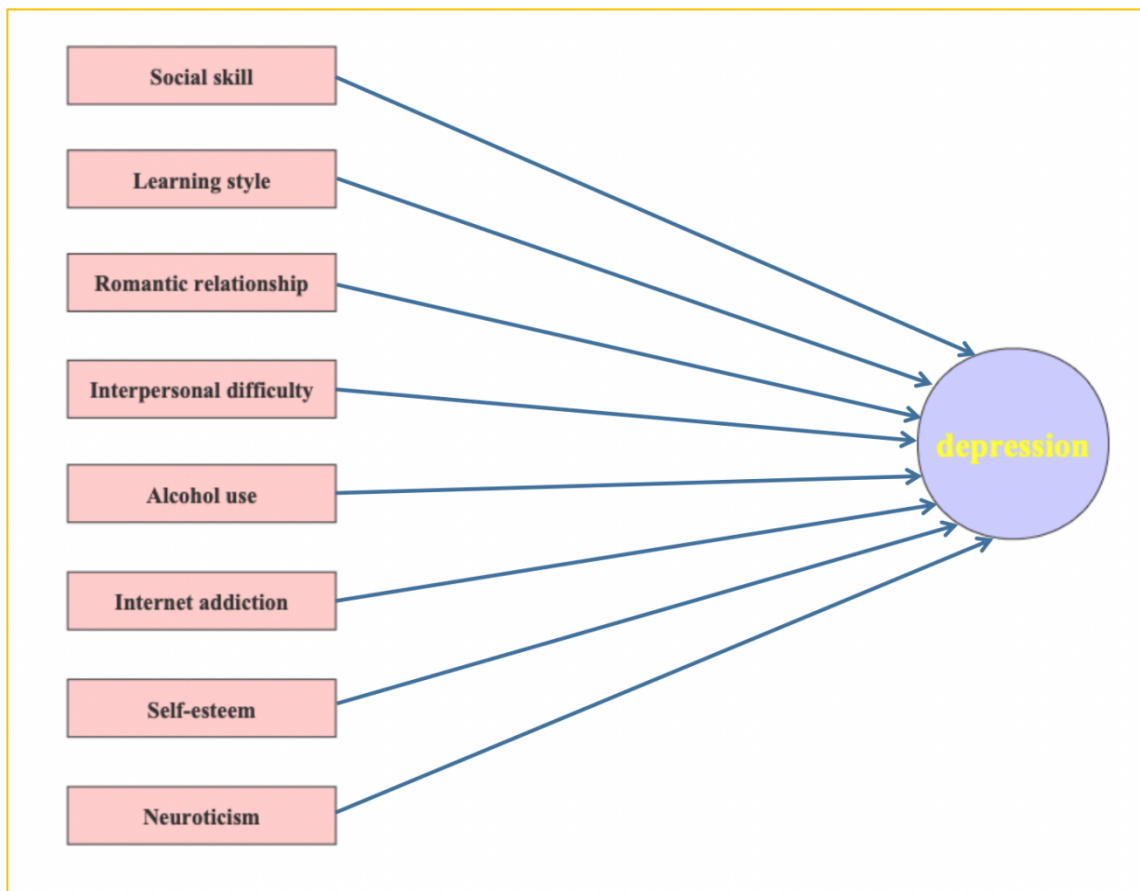 Social skill
Learning style
Romantic relationship
Interpersonal difficulty
depression
Alcohol use
Internet addiction
Self-esteem
Neuroticism